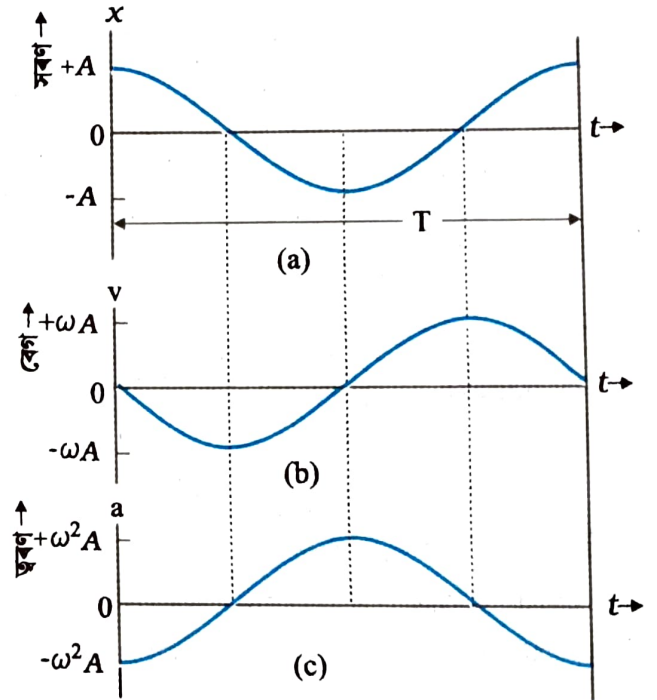 x
সরণ→
+A
0
t→
-A
T
(a)
v
বেগ→
+ωA
0
t→
-ωA
(b)
a
ত্বরণ→
+ω²A
0
t→
-ω²A
(c)